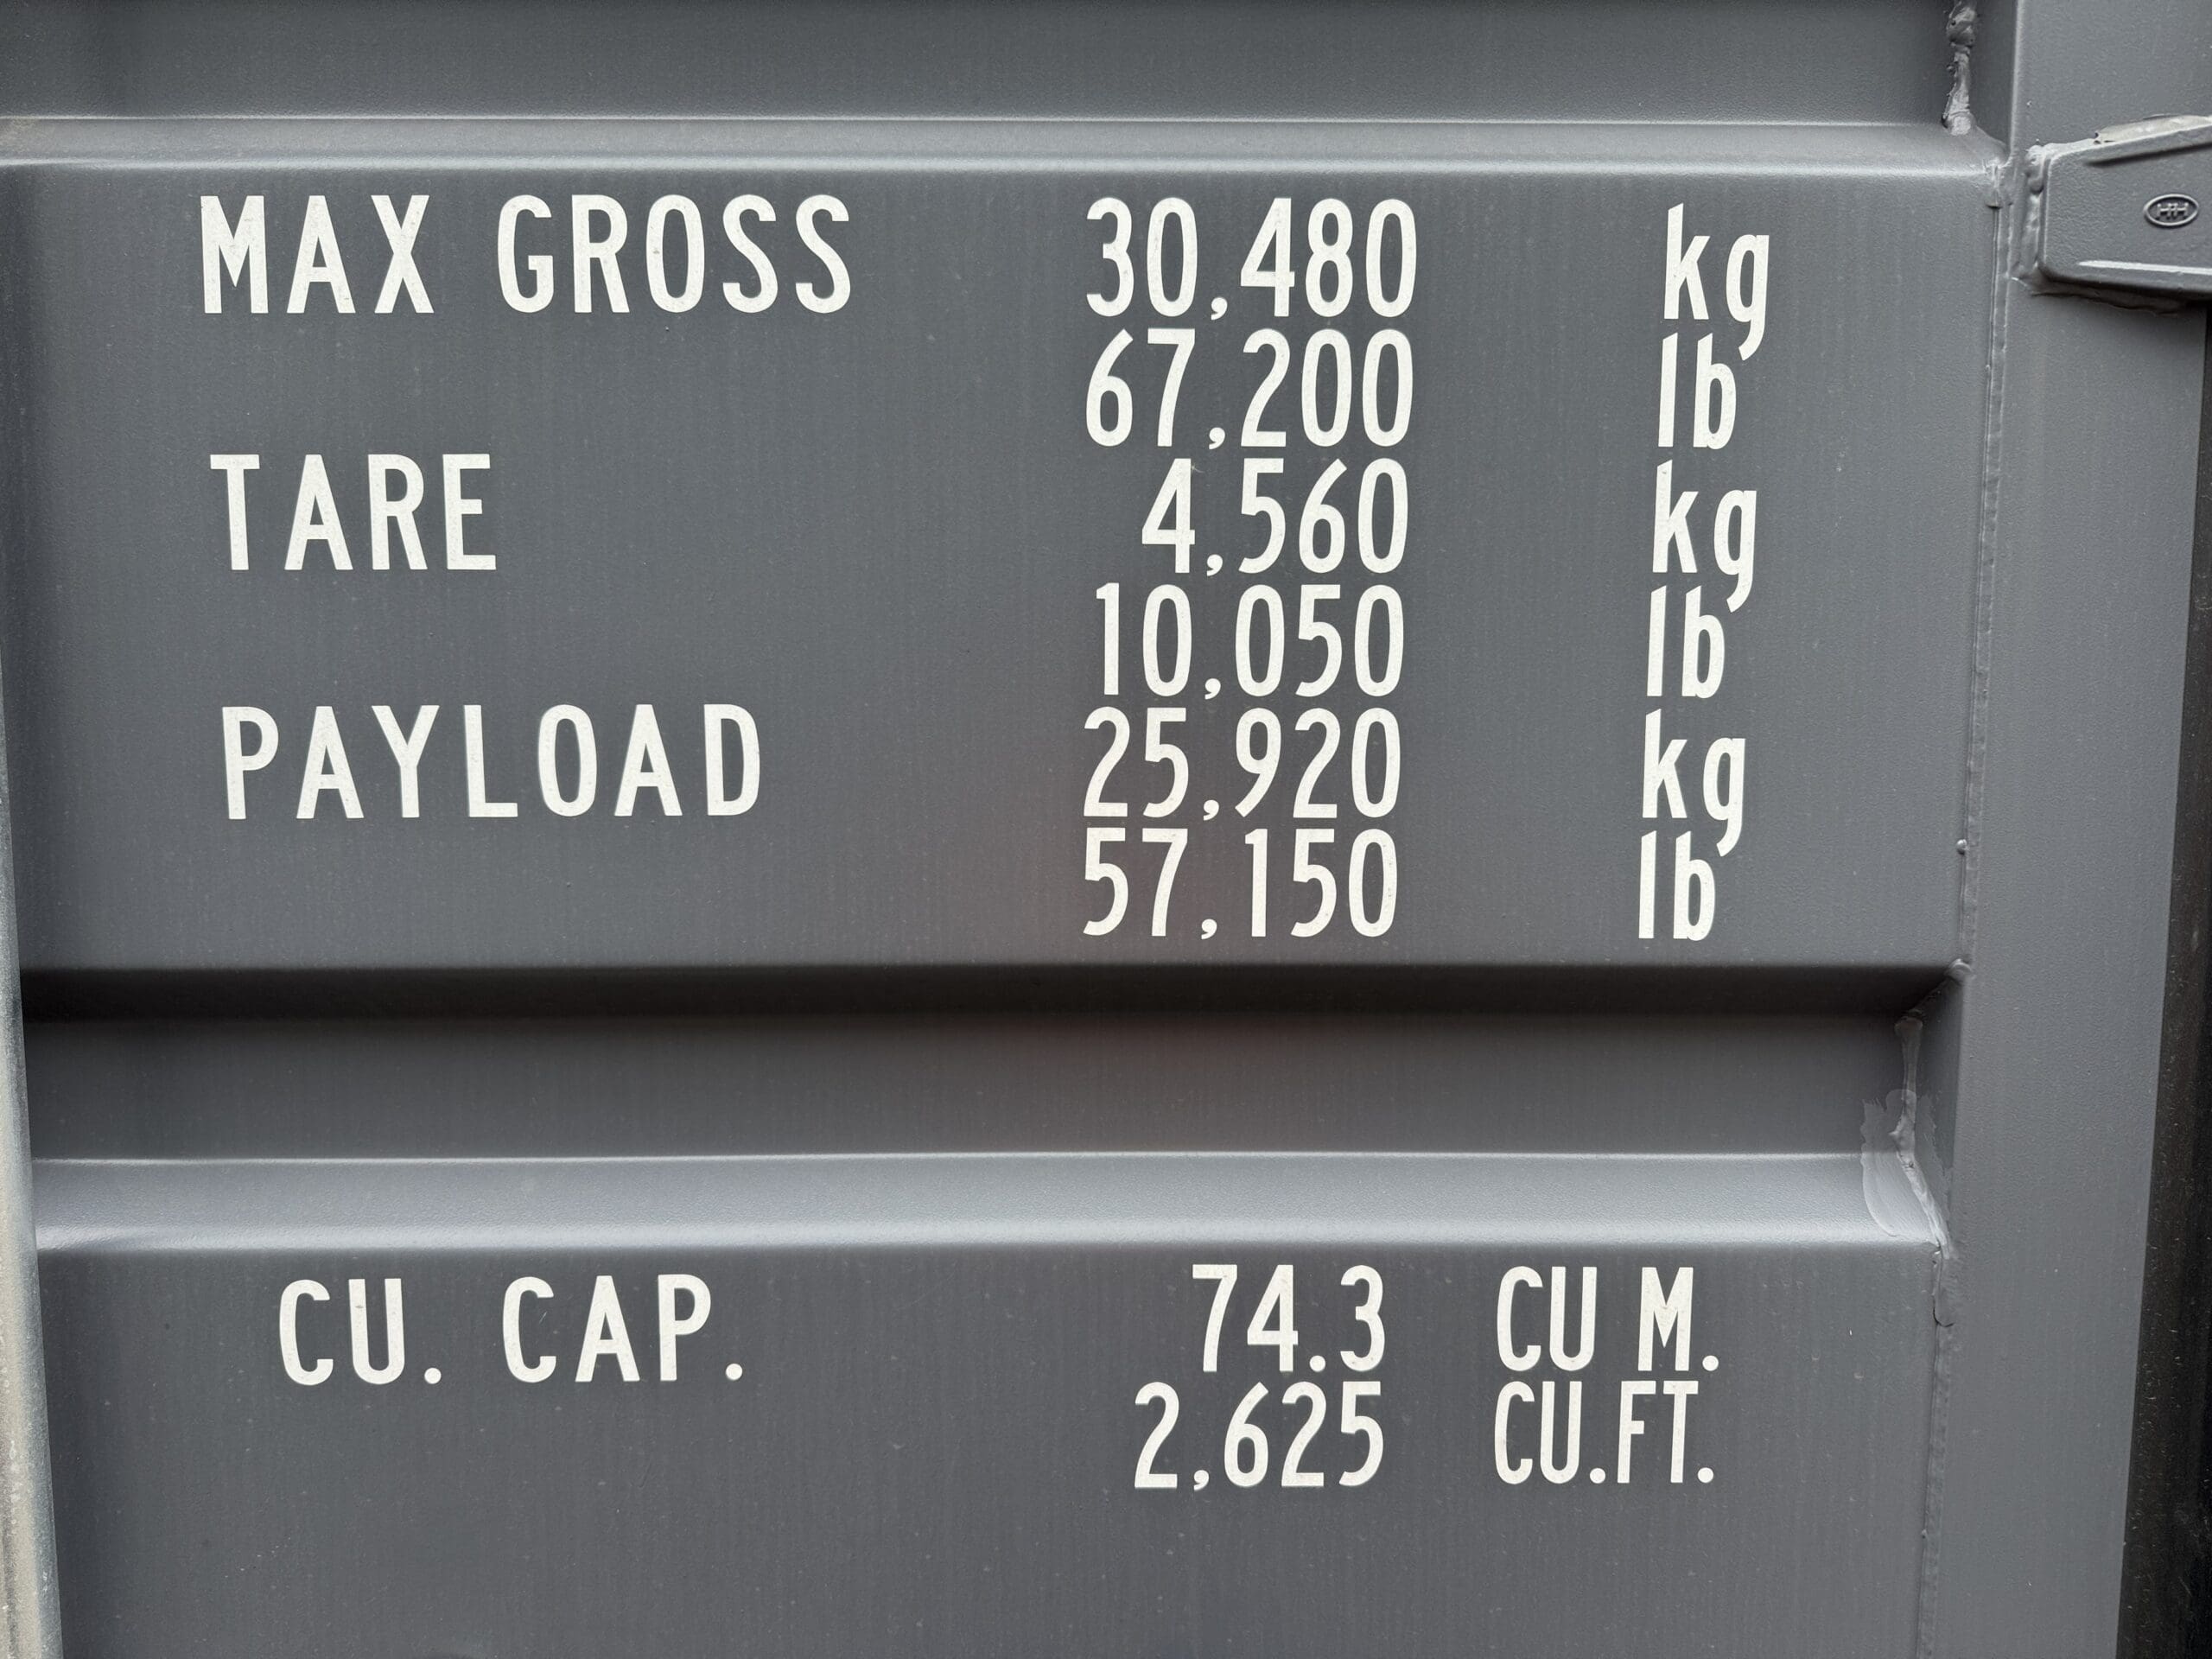 MAX GROSS 30,480 kg
67,200 lb
TARE 4,560 kg
10,050 lb
PAYLOAD 25,920 kg
57,150 lb
CU. CAP. 74.3 CU M.
2,625 CU.FT.